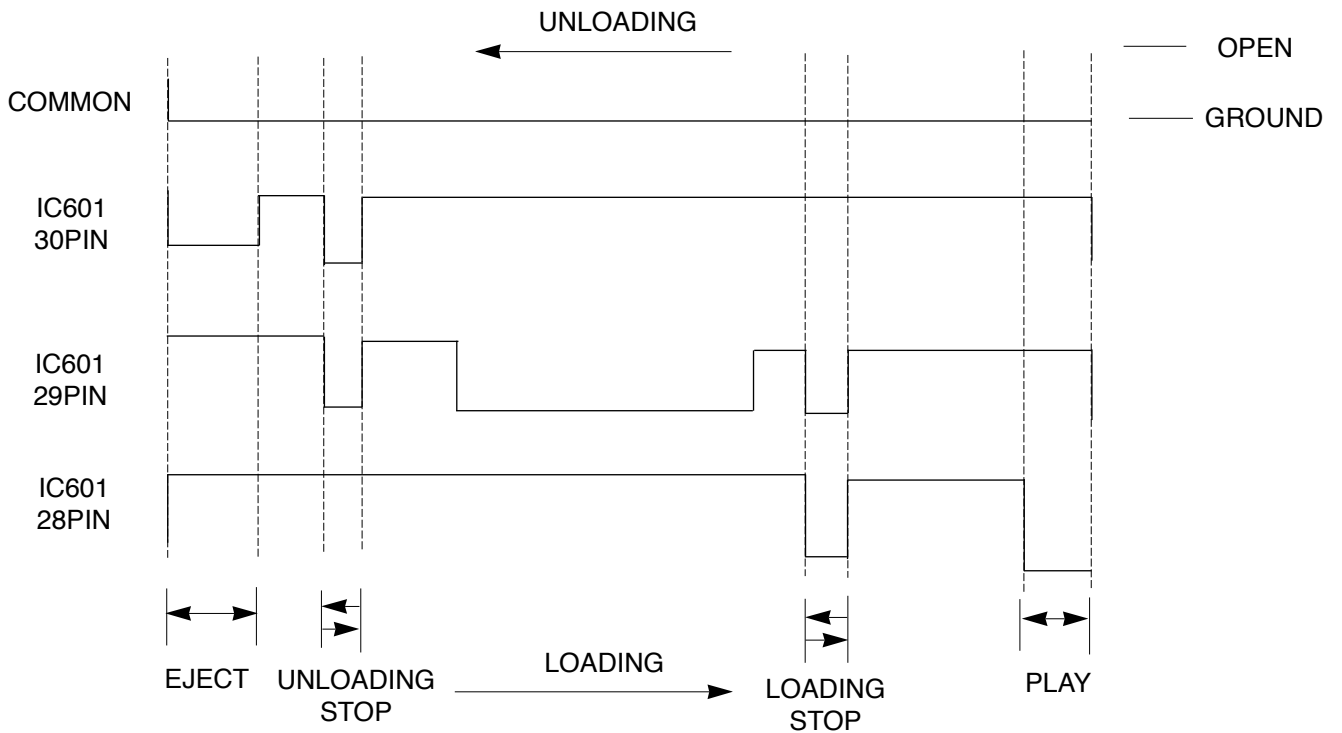 UNLOADING
OPEN
COMMON
GROUND
IC601
30PIN
IC601
29PIN
IC601
28PIN
EJECT
UNLOADING
STOP
LOADING
LOADING
STOP
PLAY